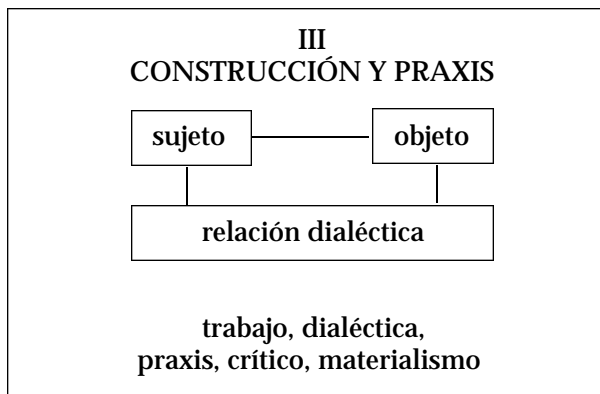 III
CONSTRUCCIÓN Y PRAXIS
sujeto objeto
relación dialéctica
trabajo, dialéctica,
praxis, crítico, materialismo